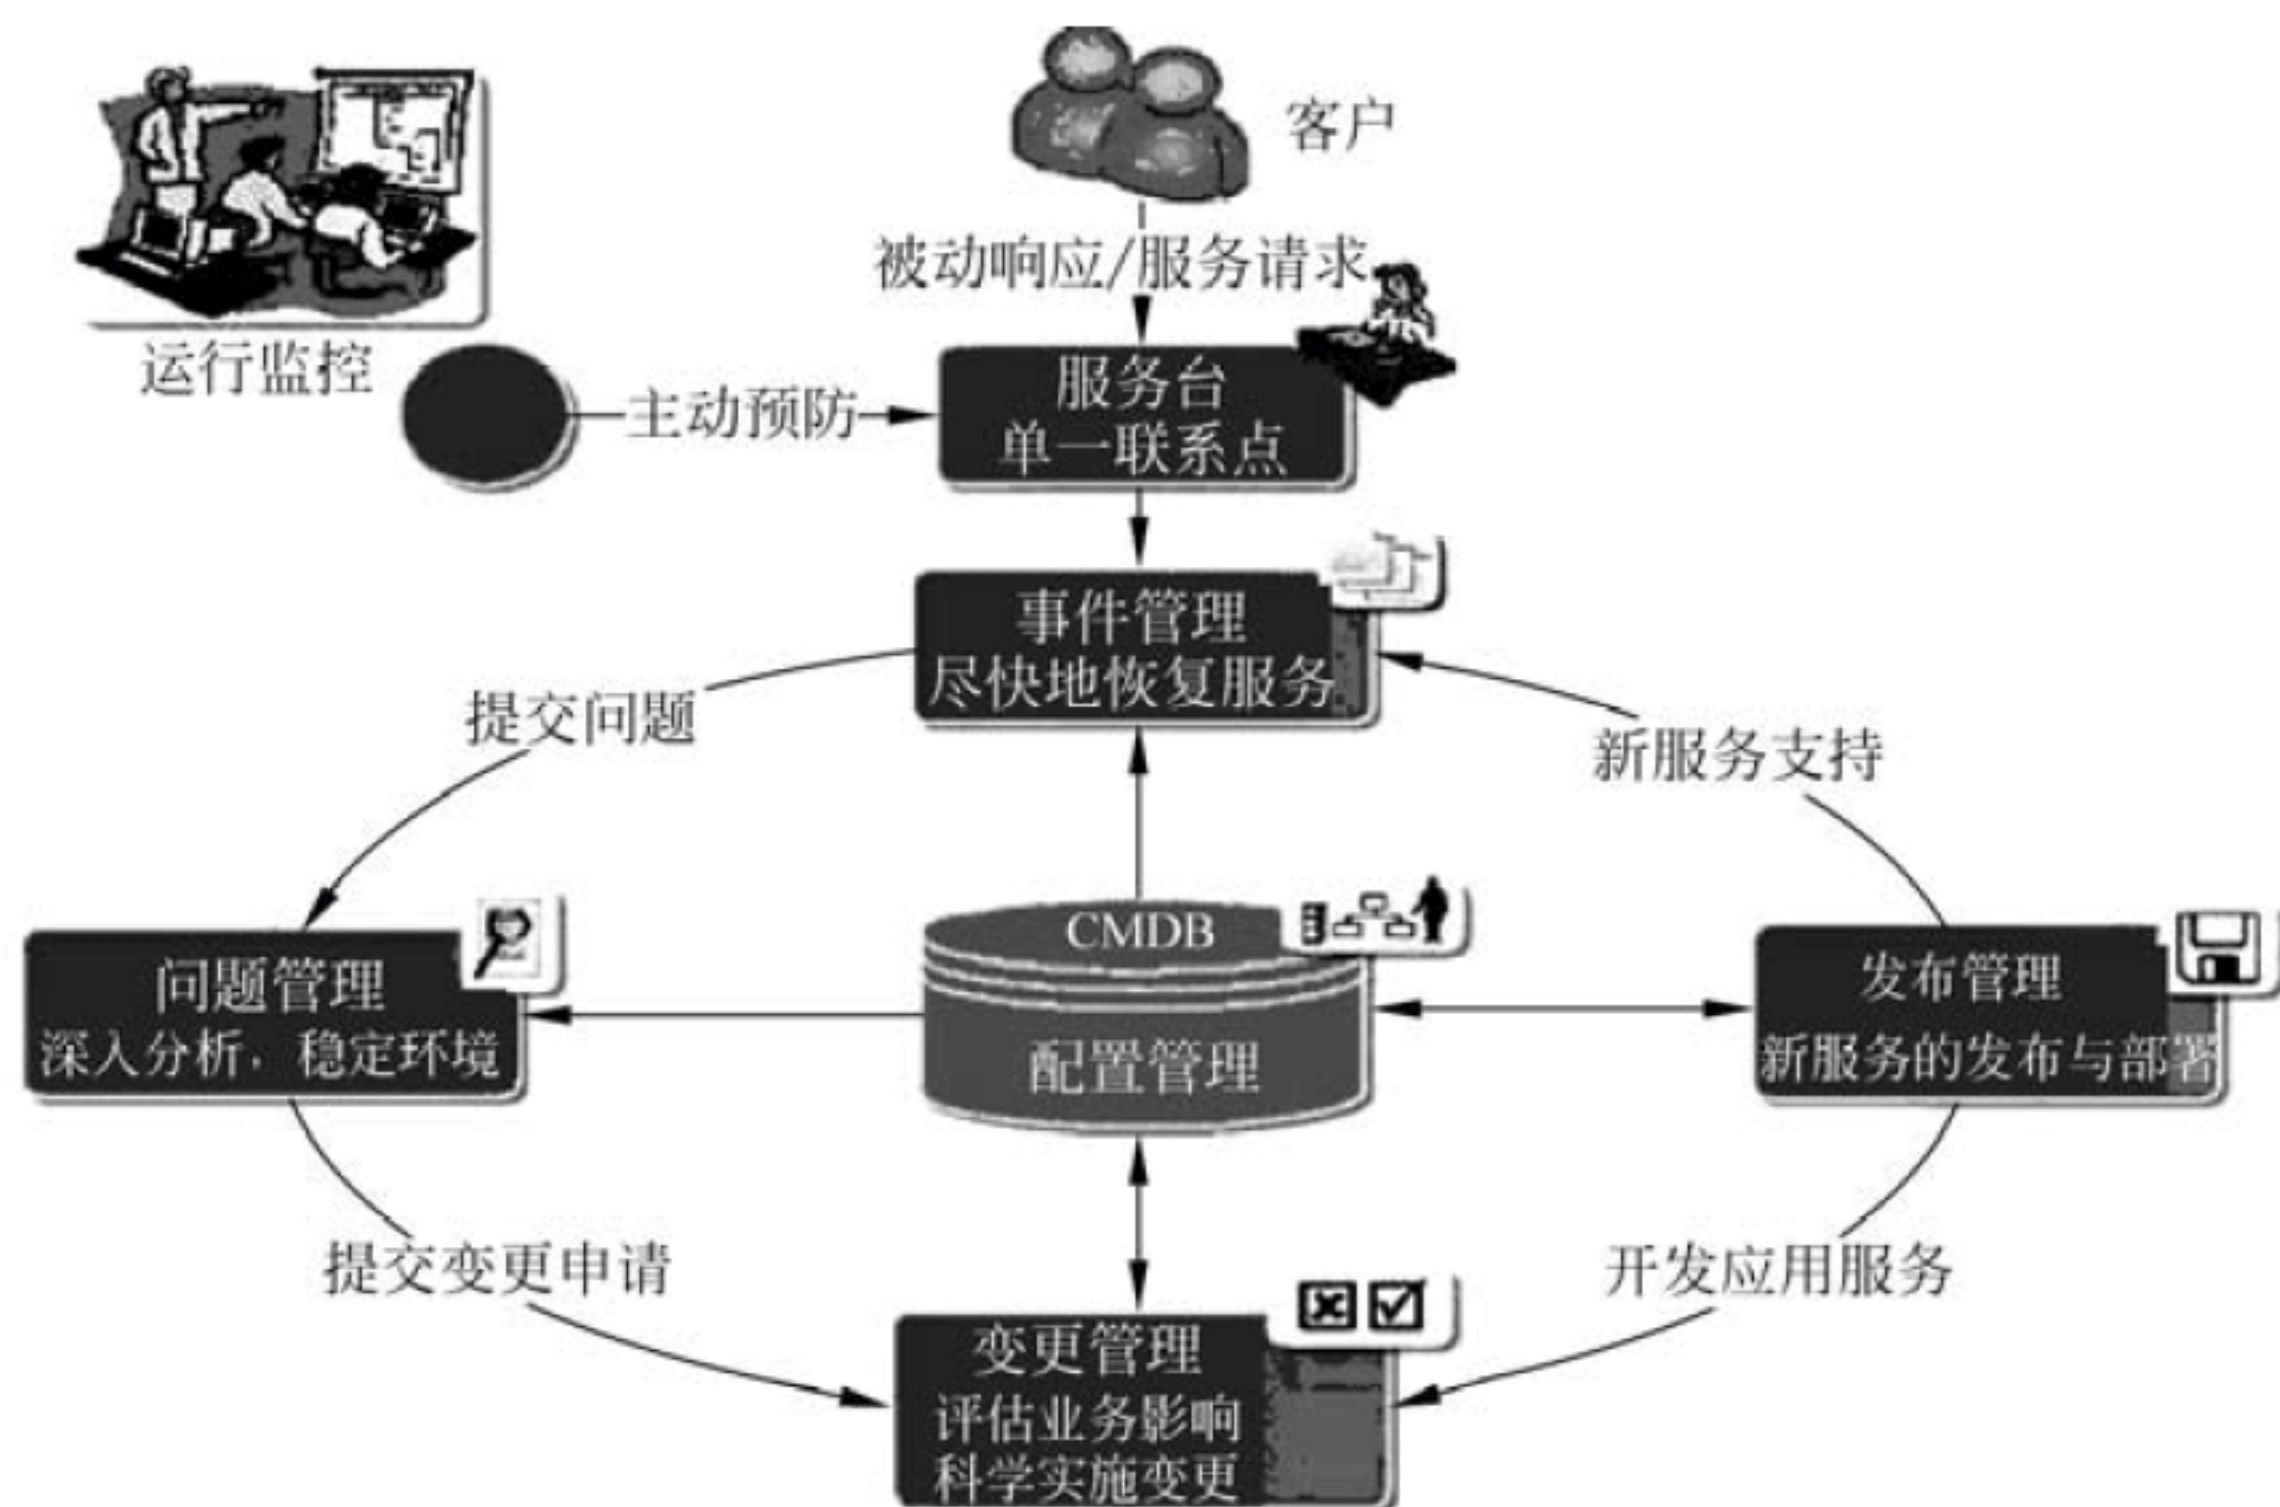 客户
被动响应/服务请求
运行监控
主动预防
服务台
单一联系点
事件管理
尽快地恢复服务
提交问题
新服务支持
CMDB
配置管理
问题管理
深入分析，稳定环境
发布管理
新服务的发布与部署
提交变更申请
开发应用服务
变更管理
评估业务影响
科学实施变更